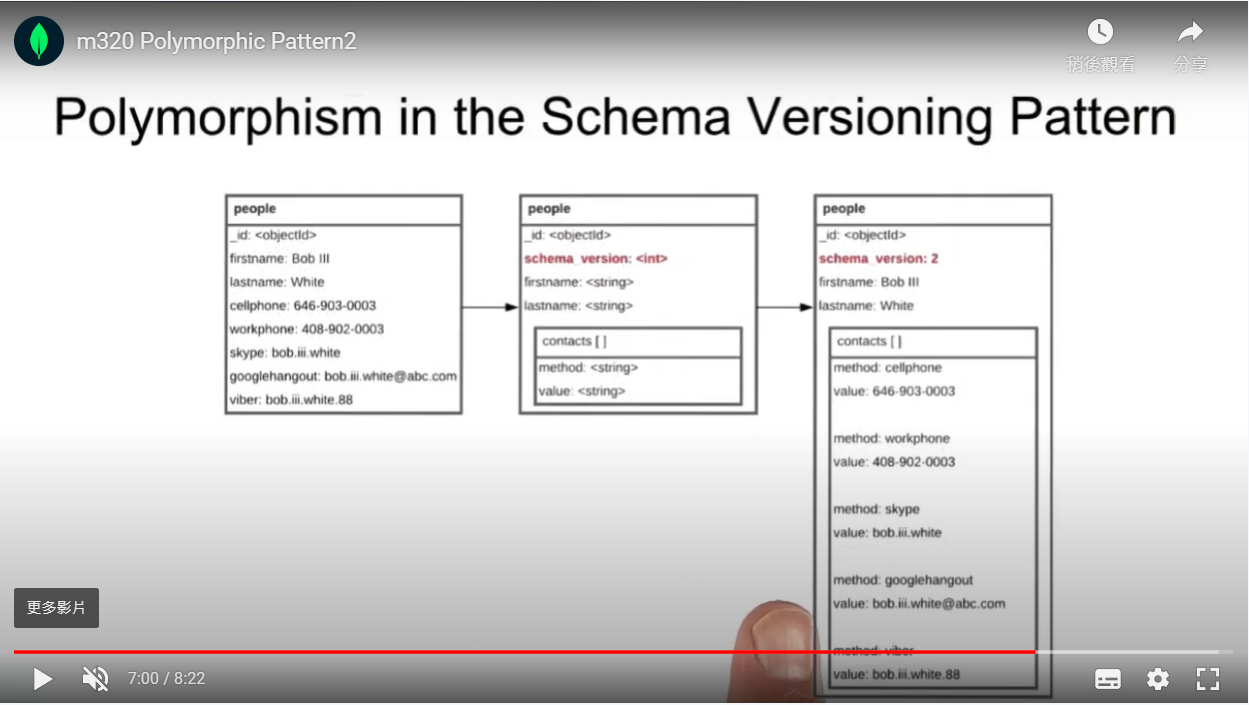 m320 Polymorphic Pattern2
稍後觀看
分享
Polymorphism in the Schema Versioning Pattern
people
_id: <objectId>
firstname: Bob III
lastname: White
cellphone: 646-903-0003
workphone: 408-902-0003
skype: bob.iii.white
googlehangout: bob.iii.white@abc.com
viber: bob.iii.white.88
people
_id: <objectId>
schema_version: <int>
firstname: <string>
lastname: <string>
contacts [ ]
method: <string>
value: <string>
people
_id: <objectId>
schema_version: 2
firstname: Bob III
lastname: White
contacts [ ]
method: cellphone
value: 646-903-0003
method: workphone
value: 408-902-0003
method: skype
value: bob.iii.white
method: googlehangout
value: bob.iii.white@abc.com
method: viber
value: bob.iii.white.88
更多影片
7:00 / 8:22